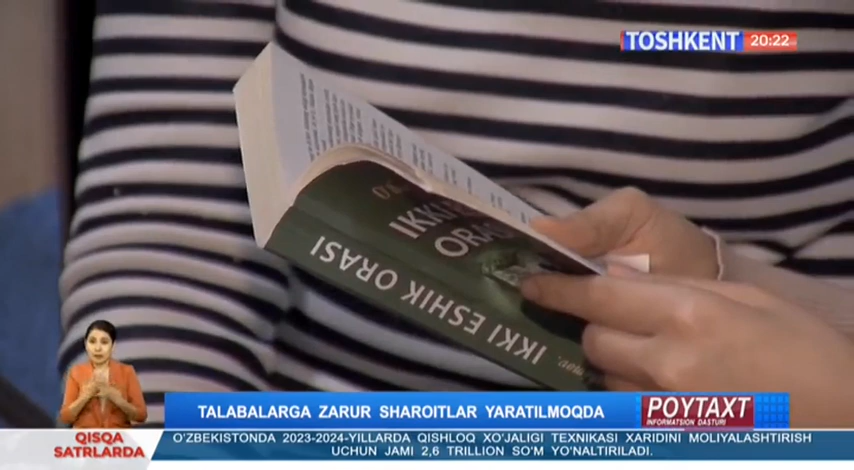 TOSHKENT 20:22
IKKI
ORASI
IKKI ESHIK ORASI
TALABALARGA ZARUR SHAROITLAR YARATILMOQDA
POYTAXT
INFORMATSION DASTURI
QISQA
SATRLARDA
O'ZBEKISTONDA 2023-2024-YILLARDA QISHLOQ XO'JALIGI TEXNIKASI XARIDINI MOLIYALASHTIRISH
UCHUN JAMI 2,6 TRILLION SO'M YO'NALTIRILADI.